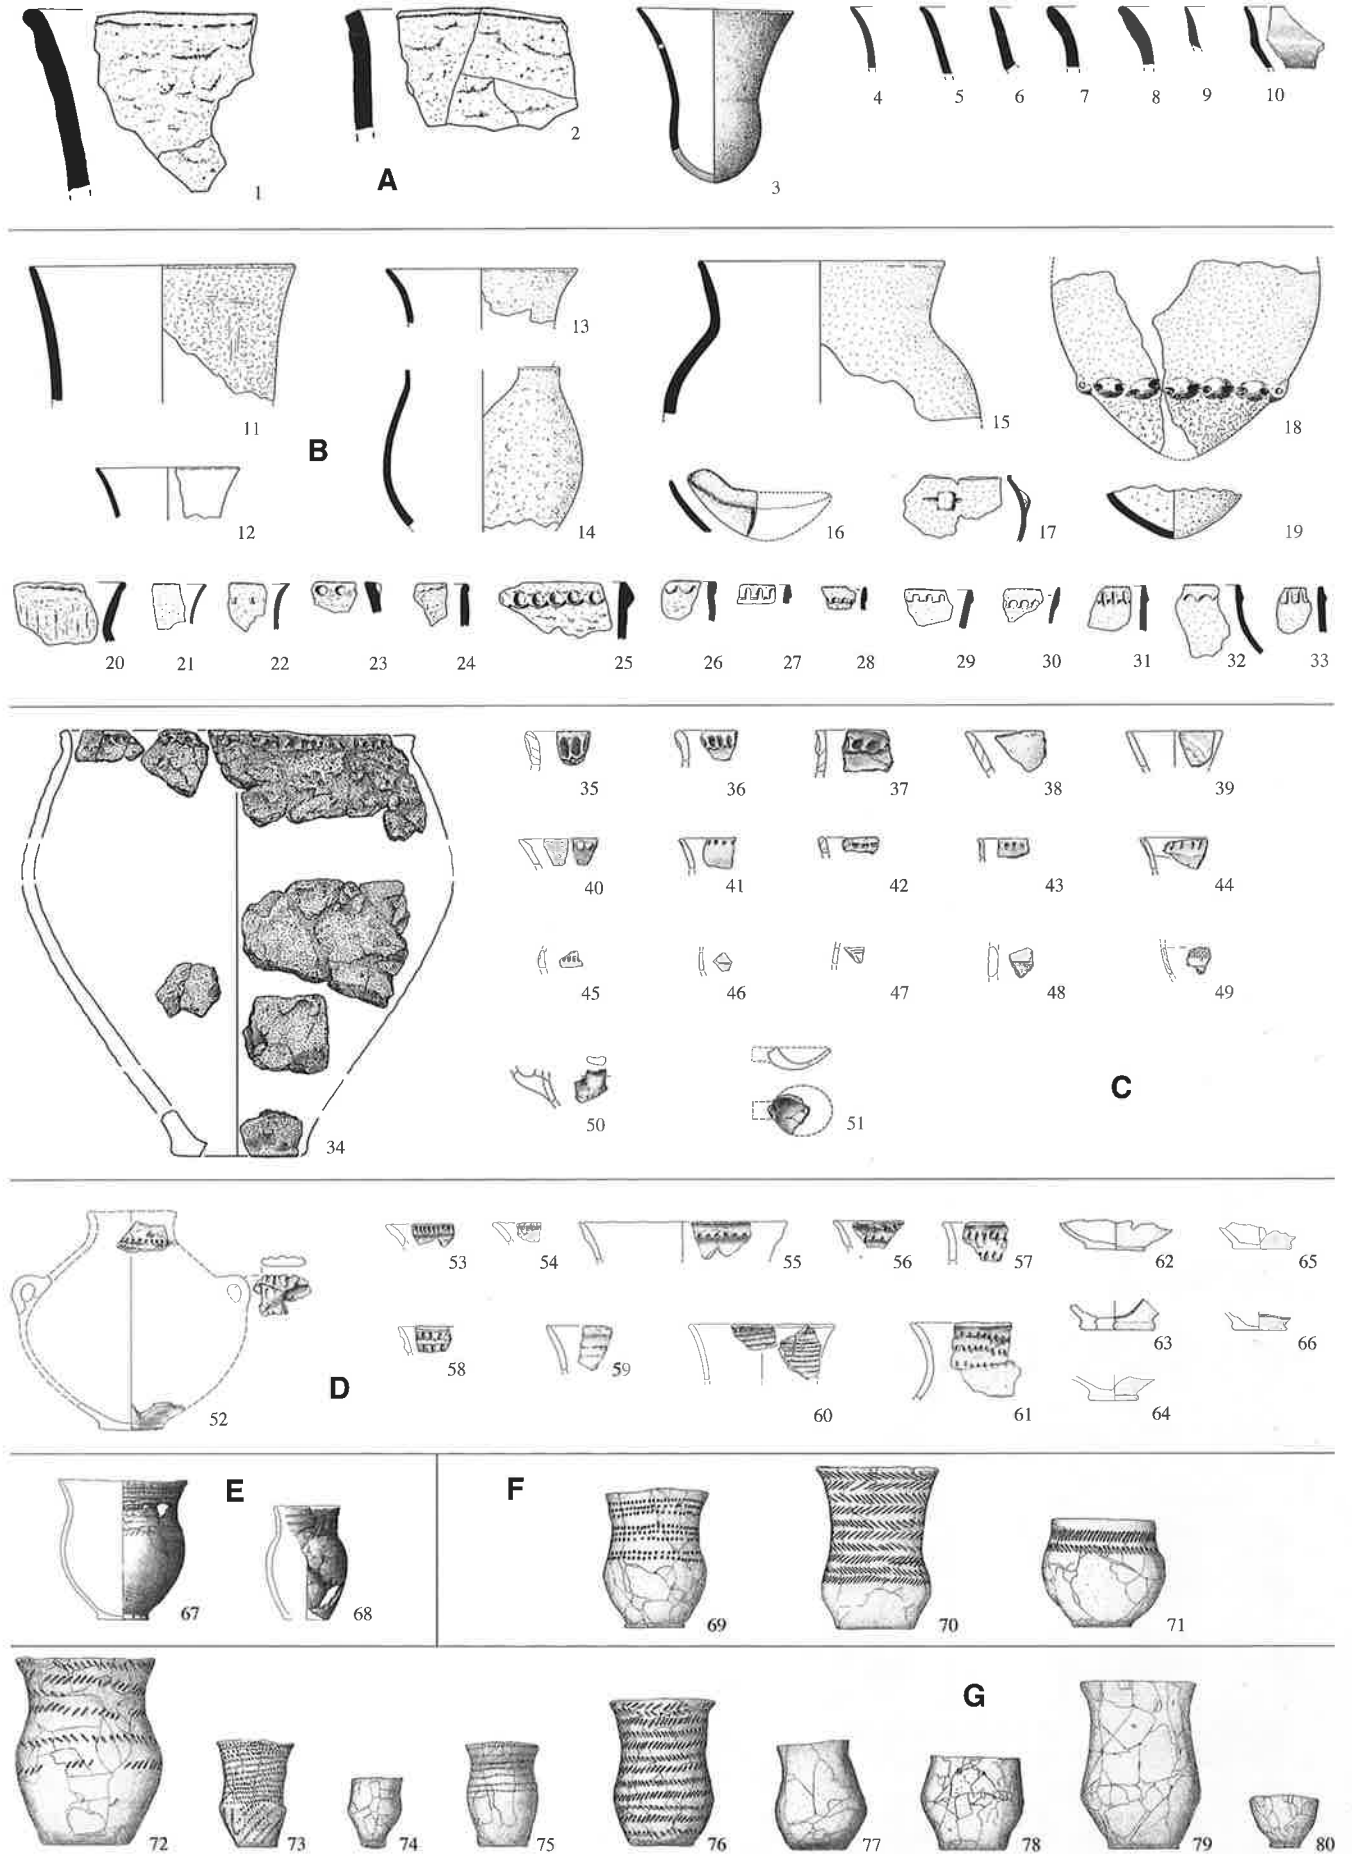 1 A 2 3 4 5 6 7 8 9 10
11 B 12 13 14 15 16 17 18 19
20 21 22 23 24 25 26 27 28 29 30 31 32 33
34 35 36 37 38 39
40 41 42 43 44
45 46 47 48 49
50 51 C
52 D 53 54 55 56 57 62 65
58 59 60 61 63 66
64
E 67 68 F 69 70 71
72 73 74 75 76 77 78 G 79 80